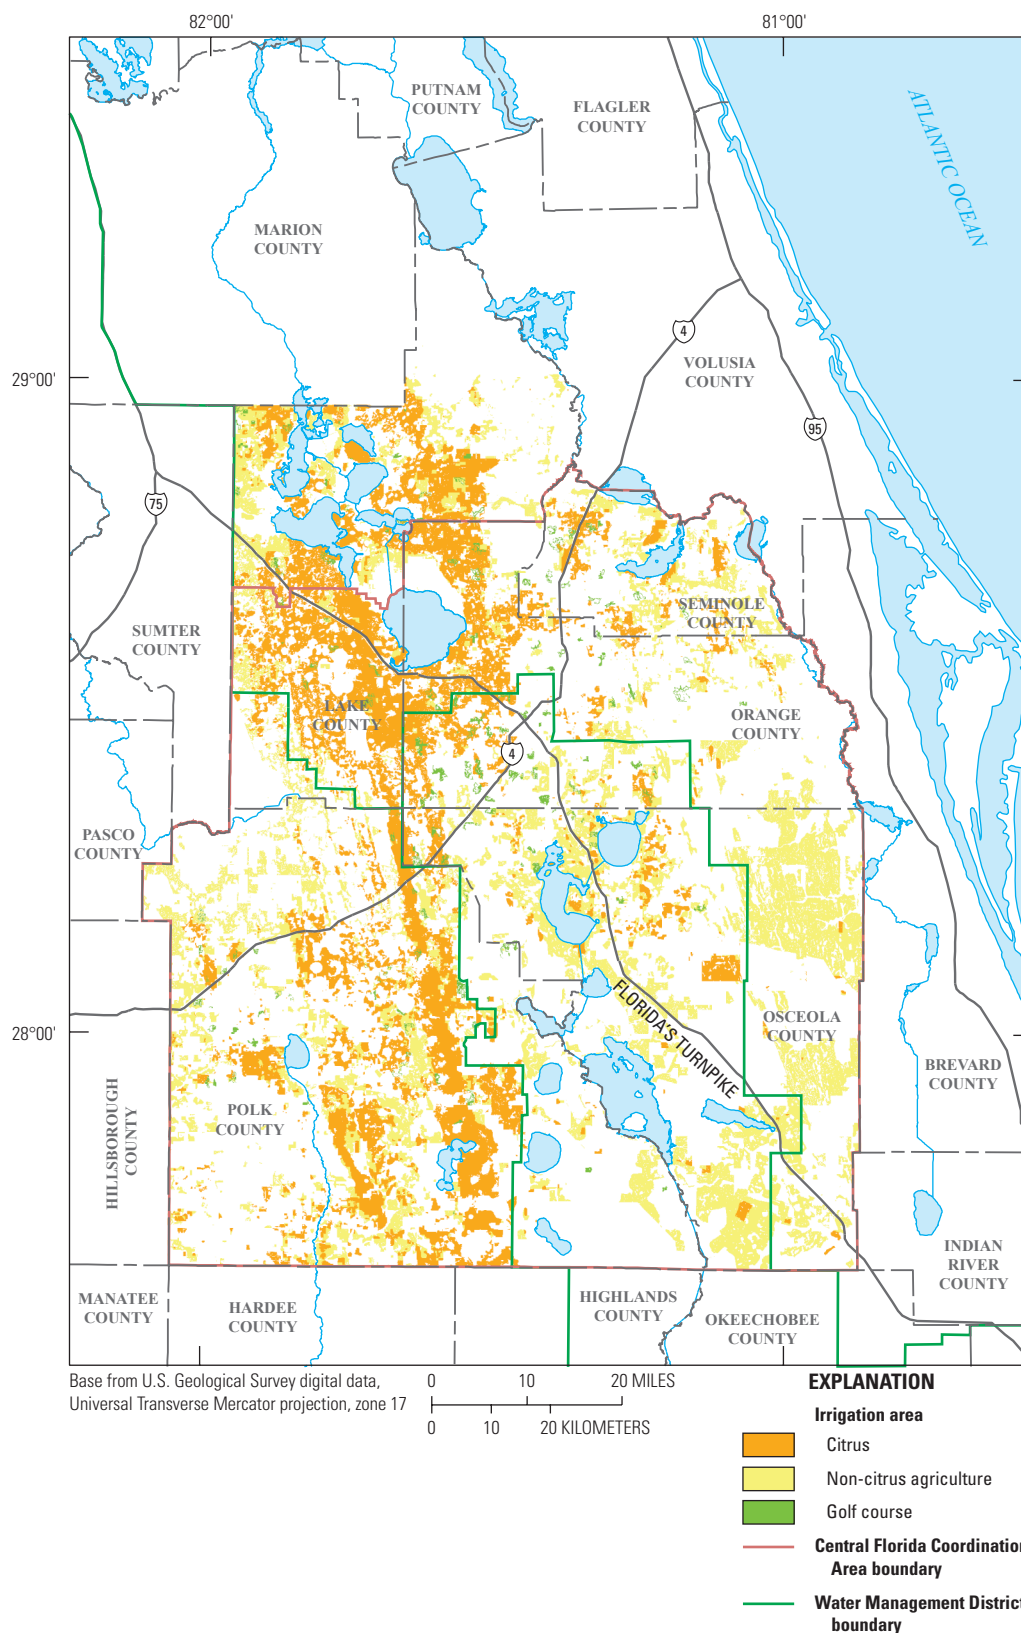 82°00'
81°00'
PUTNAM
COUNTY
FLAGLER
COUNTY
ATLANTIC OCEAN
MARION
COUNTY
4
VOLUSIA
COUNTY
29°00'
95
75
SEMINOLE
COUNTY
SUMTER
COUNTY
LAKE
COUNTY
ORANGE
COUNTY
4
PASCO
COUNTY
FLORIDA'S TURNPIKE
OSCEOLA
COUNTY
28°00'
BREVARD
COUNTY
HILLSBOROUGH
COUNTY
POLK
COUNTY
INDIAN
RIVER
COUNTY
MANATEE
COUNTY
HARDEE
COUNTY
HIGHLANDS
COUNTY
OKEECHOBEE
COUNTY
Base from U.S. Geological Survey digital data,
Universal Transverse Mercator projection, zone 17
0 10 20 MILES
0 10 20 KILOMETERS
EXPLANATION
Irrigation area
Citrus
Non-citrus agriculture
Golf course
Central Florida Coordination
Area boundary
Water Management District
boundary